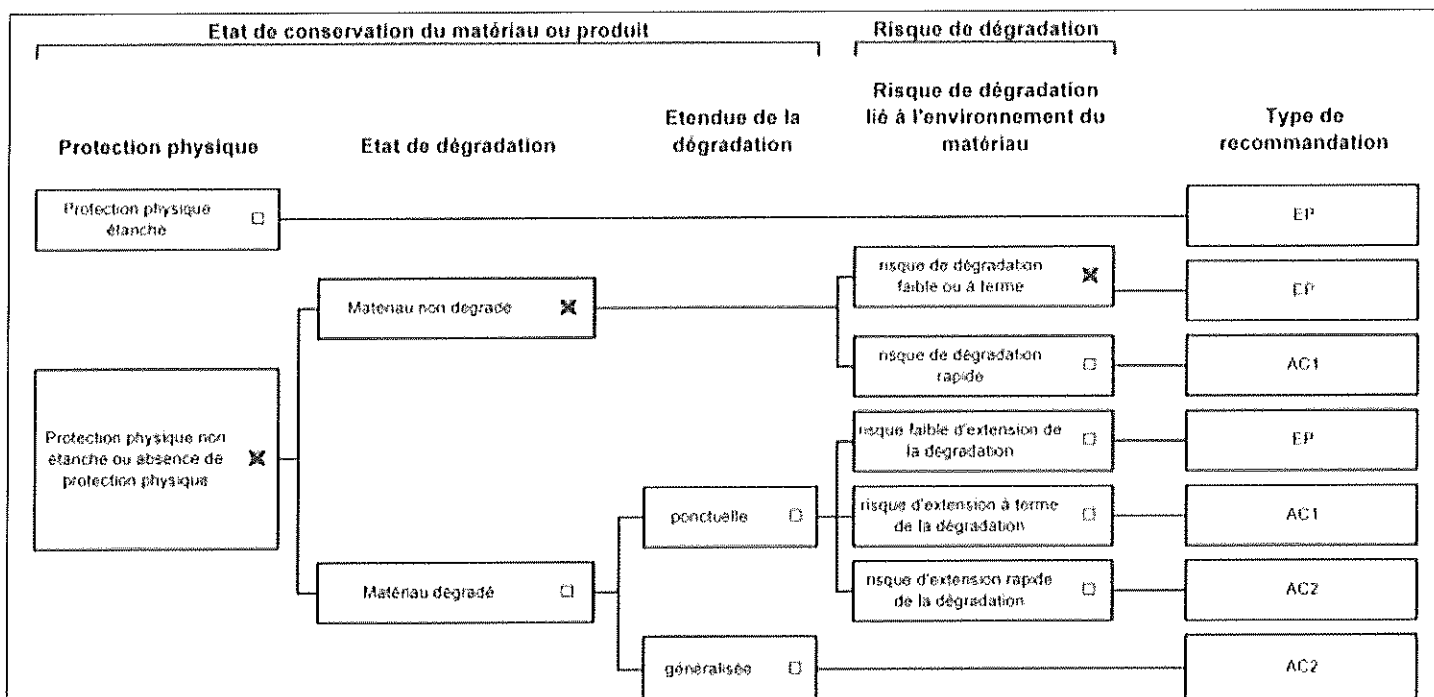 Etat de conservation du matériau ou produit
Risque de dégradation
Protection physique
Etat de dégradation
Etendue de la
dégradation
Risque de dégradation
lié à l'environnement du
matériau
Type de
recommandation
Protection physique
étanche
EP
Matériau non dégradé
risque de dégradation
faible ou à terme
EP
risque de dégradation
rapide
AC1
Protection physique non
étanche ou absence de
protection physique
risque faible d'extension de
la dégradation
EP
ponctuelle
risque d'extension à terme
de la dégradation
AC1
Matériau dégradé
risque d'extension rapide
de la dégradation
AC2
généralisée
AC2